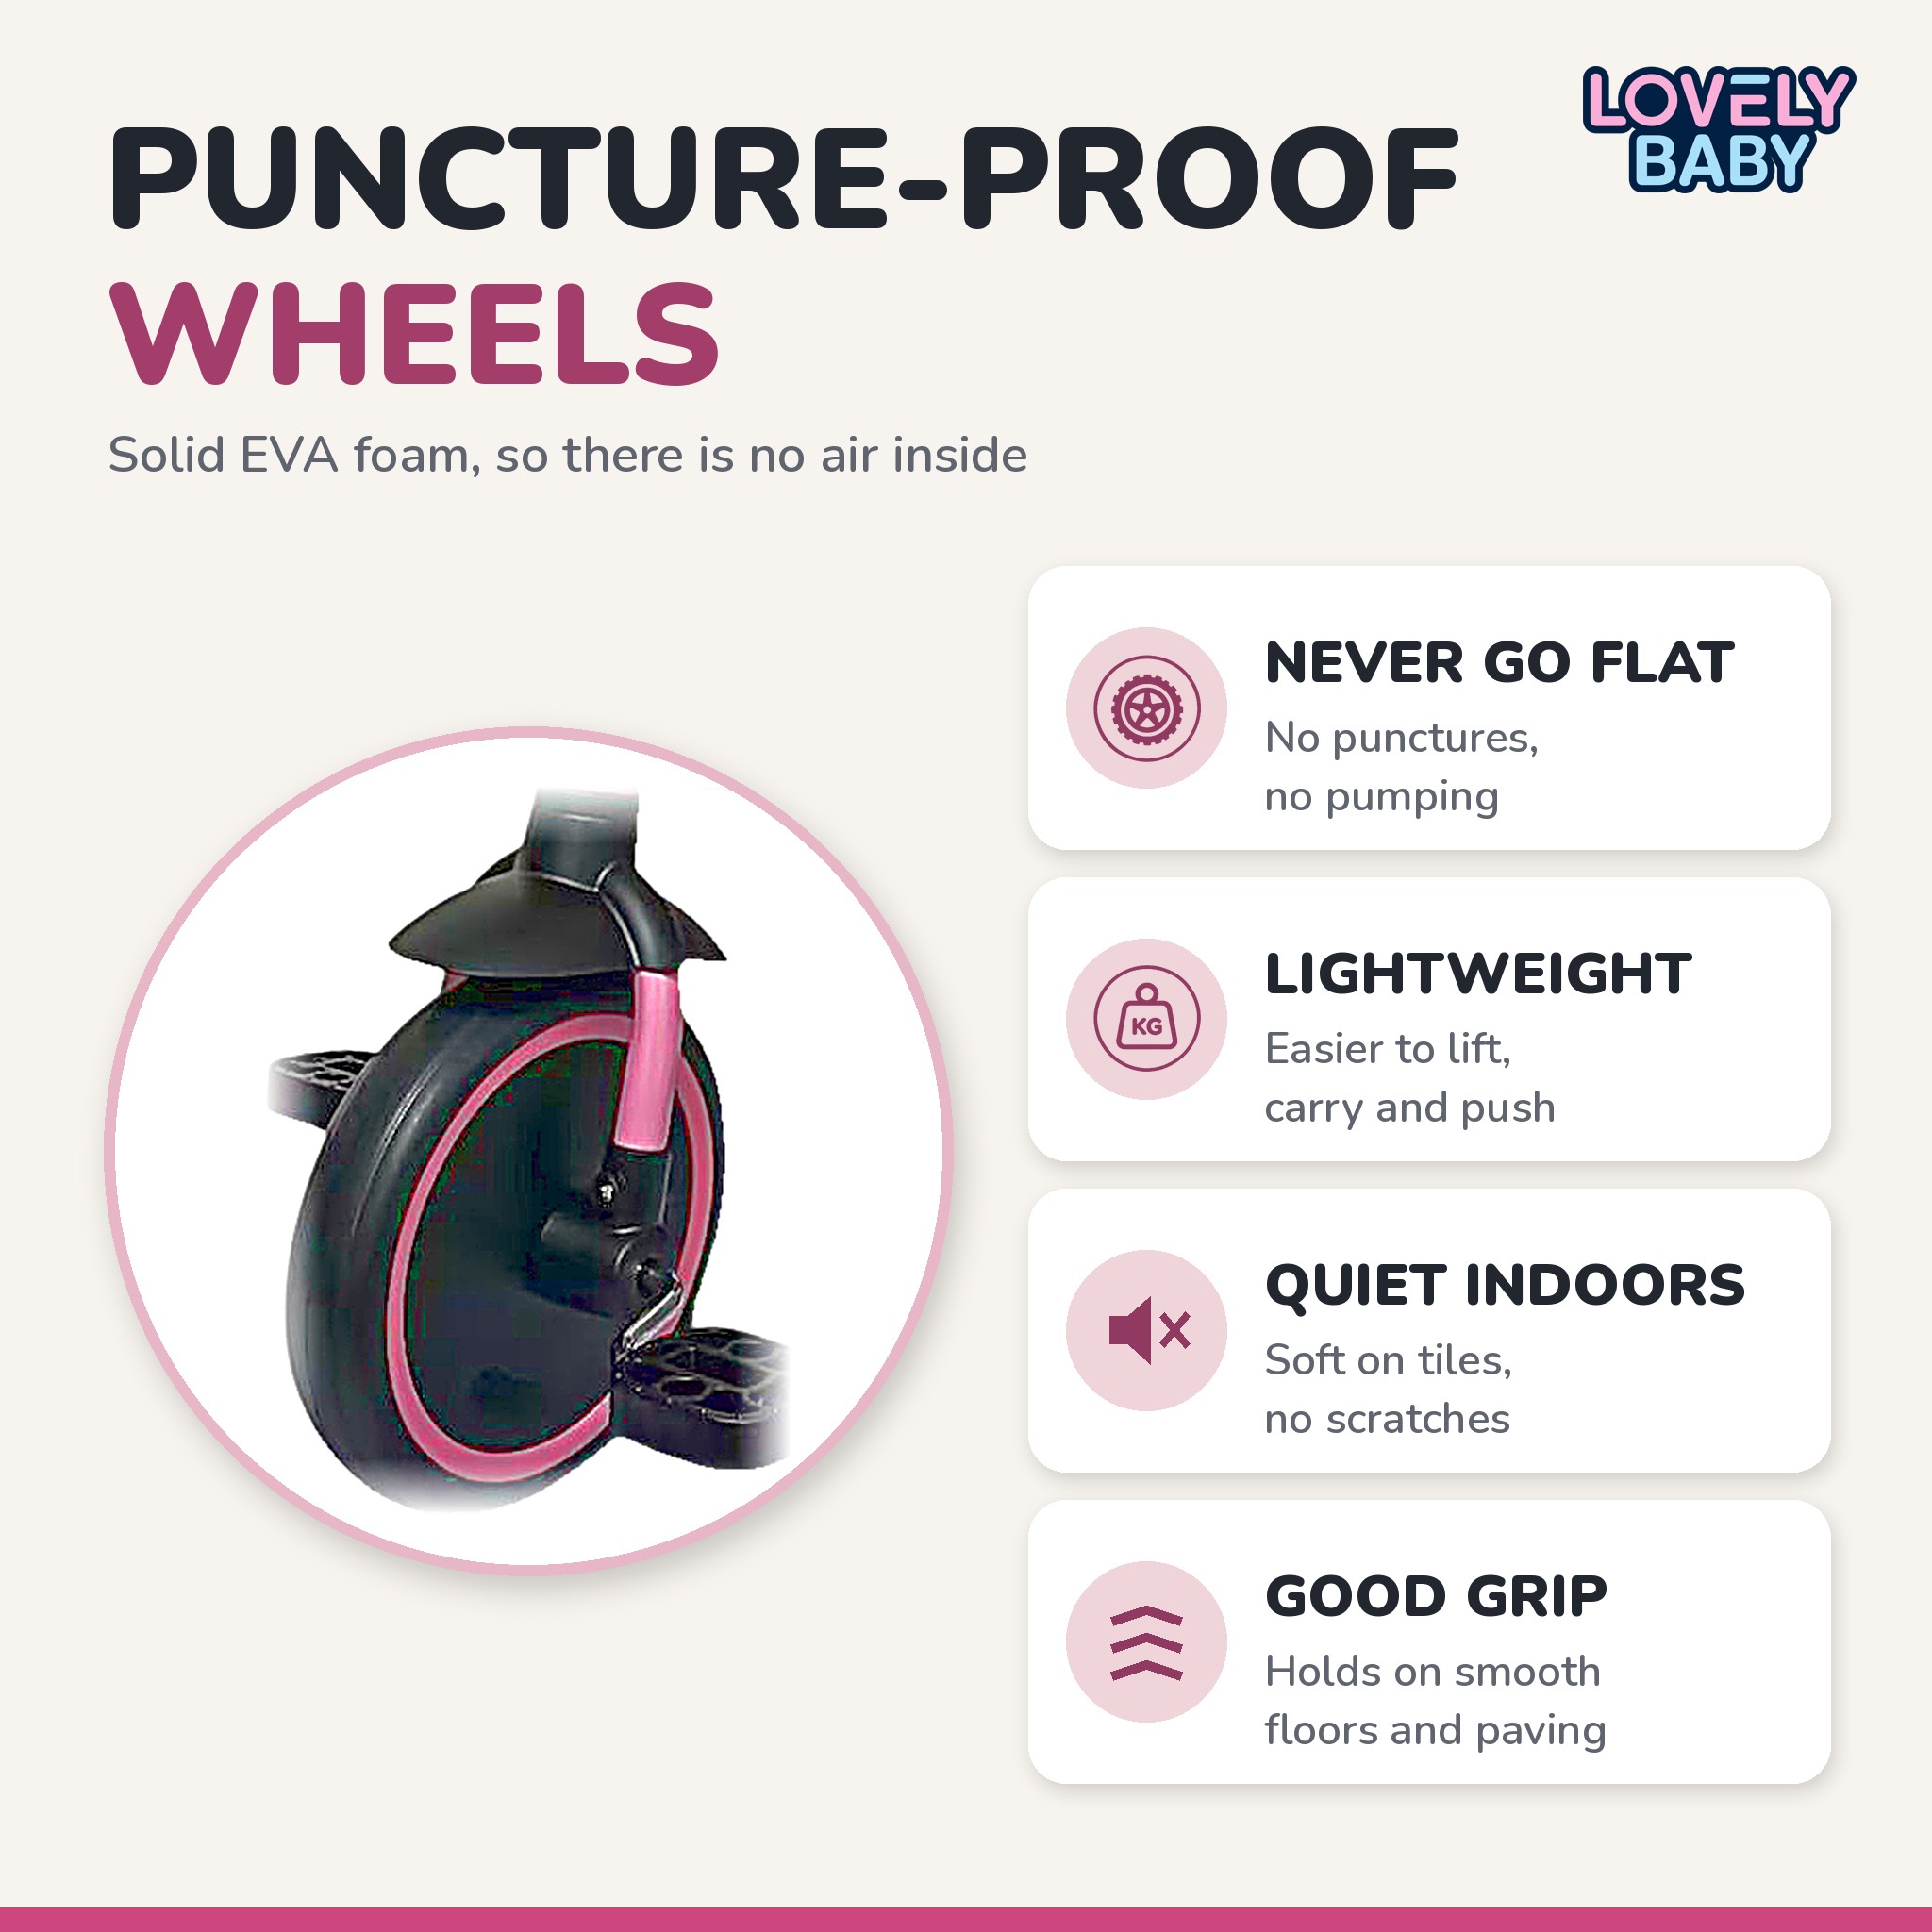 LOVELY
BABY
PUNCTURE-PROOF
WHEELS
Solid EVA foam, so there is no air inside
NEVER GO FLAT
No punctures,
no pumping
KG
LIGHTWEIGHT
Easier to lift,
carry and push
QUIET INDOORS
Soft on tiles,
no scratches
GOOD GRIP
Holds on smooth
floors and paving